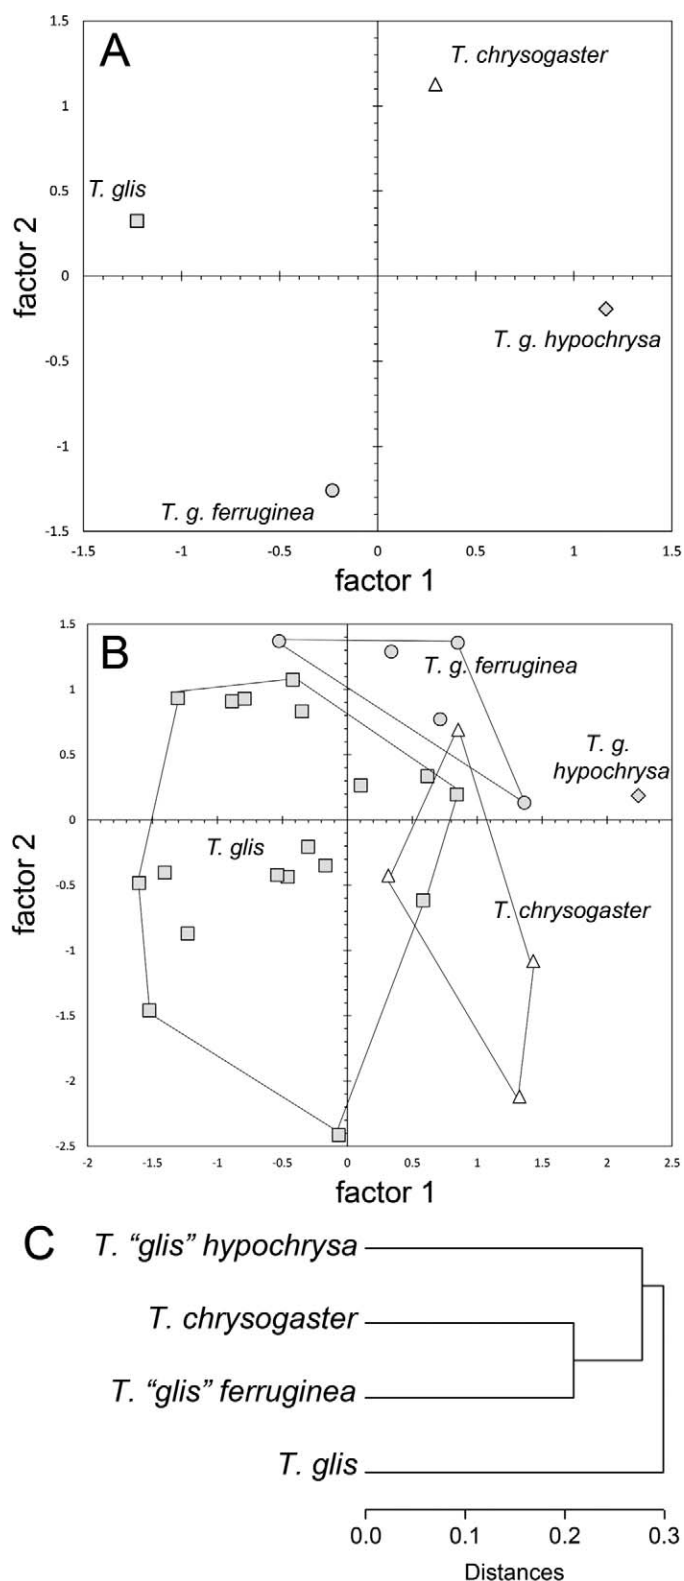 A
T. chrysogaster
T. glis
T. g. hypochrysa
T. g. ferruginea
factor 2
1.5
1
0.5
0
-0.5
-1
-1.5
-1.5 -1 -0.5 0 0.5 1 1.5
factor 1
B
T. g. ferruginea
T. g.
hypochrysa
T. glis
T. chrysogaster
factor 2
1.5
1
0.5
0
-0.5
-1
-1.5
-2
-2.5
-2 -1.5 -1 -0.5 0 0.5 1 1.5 2 2.5
factor 1
C
T. “glis” hypochrysa
T. chrysogaster
T. “glis” ferruginea
T. glis
0.0 0.1 0.2 0.3
Distances